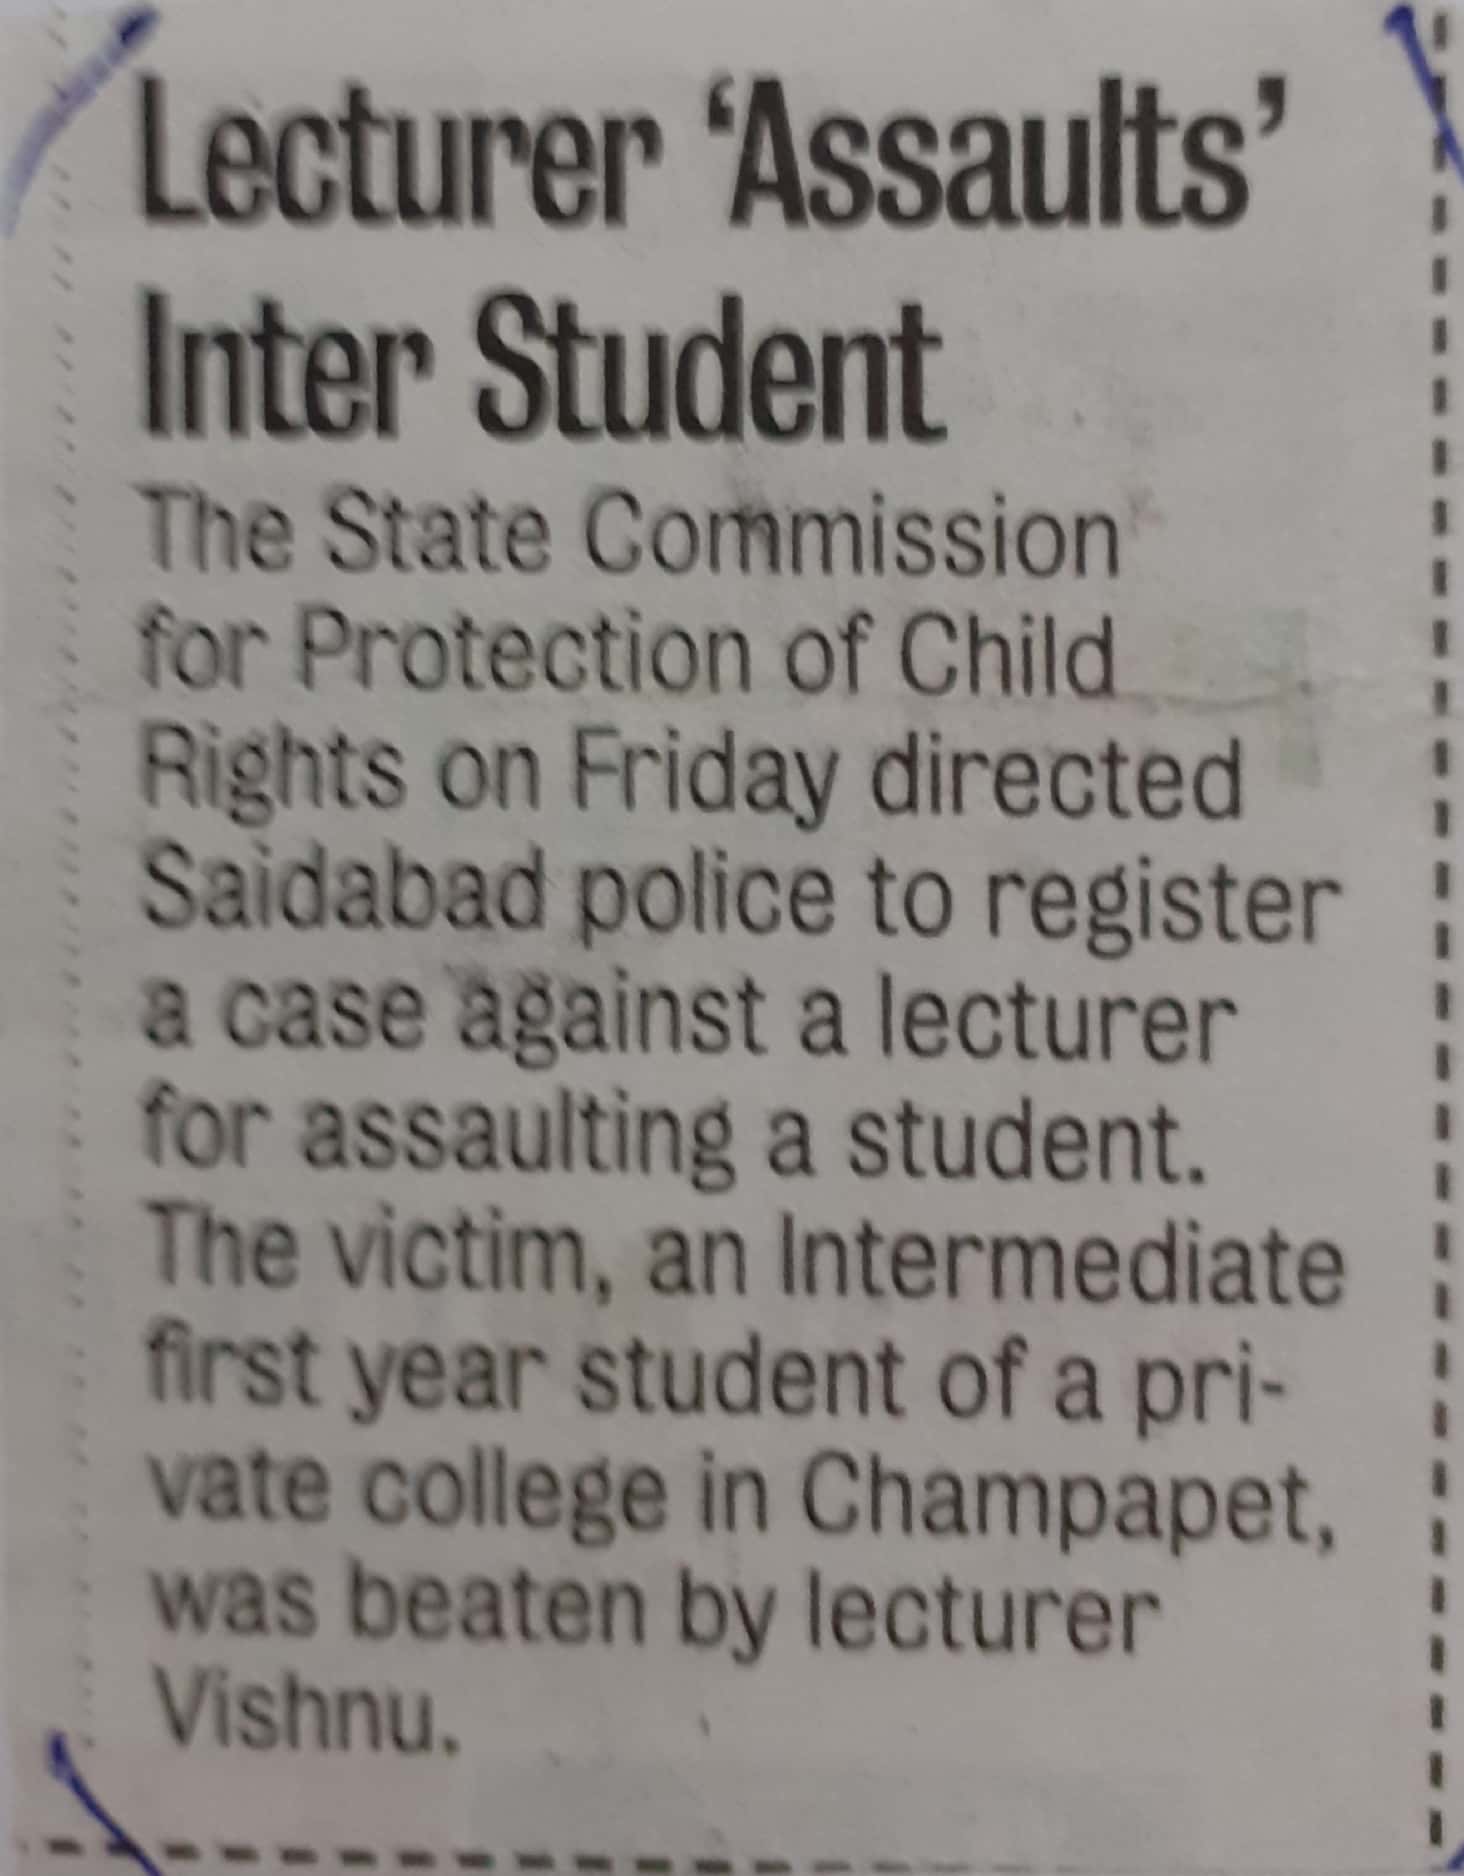 Lecturer ‘Assaults’
Inter Student
The State Commission
for Protection of Child
Rights on Friday directed
Saidabad police to register
a case against a lecturer
for assaulting a student.
The victim, an Intermediate
first year student of a pri-
vate college in Champapet,
was beaten by lecturer
Vishnu.